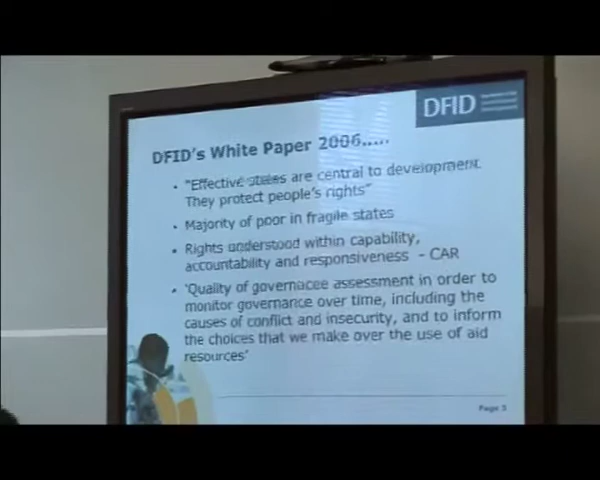 DFID
DFID's White Paper 2006.....
• "Effective states are central to development.
They protect people's rights"
• Majority of poor in fragile states
• Rights understood within capability,
accountability and responsiveness - CAR
• 'Quality of governacee assessment in order to
monitor governance over time, including the
causes of conflict and insecurity, and to inform
the choices that we make over the use of aid
resources'
Page